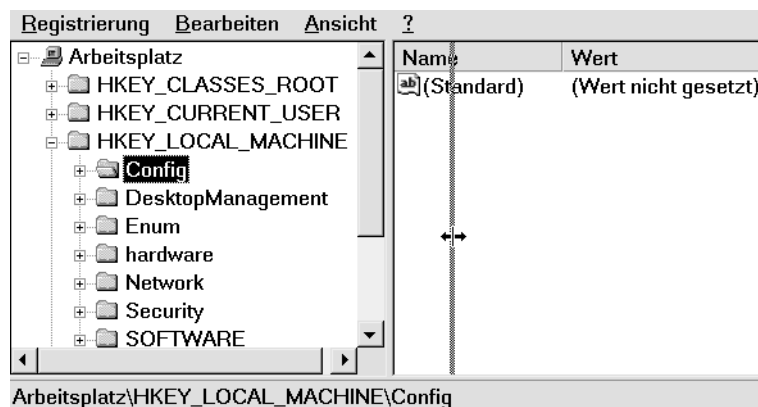 Registrierung Bearbeiten Ansicht ?
Arbeitsplatz
HKEY_CLASSES_ROOT
HKEY_CURRENT_USER
HKEY_LOCAL_MACHINE
Config
DesktopManagement
Enum
hardware
Network
Security
SOFTWARE
Name Wert
ab (Standard) (Wert nicht gesetzt)
Arbeitsplatz\HKEY_LOCAL_MACHINE\Config